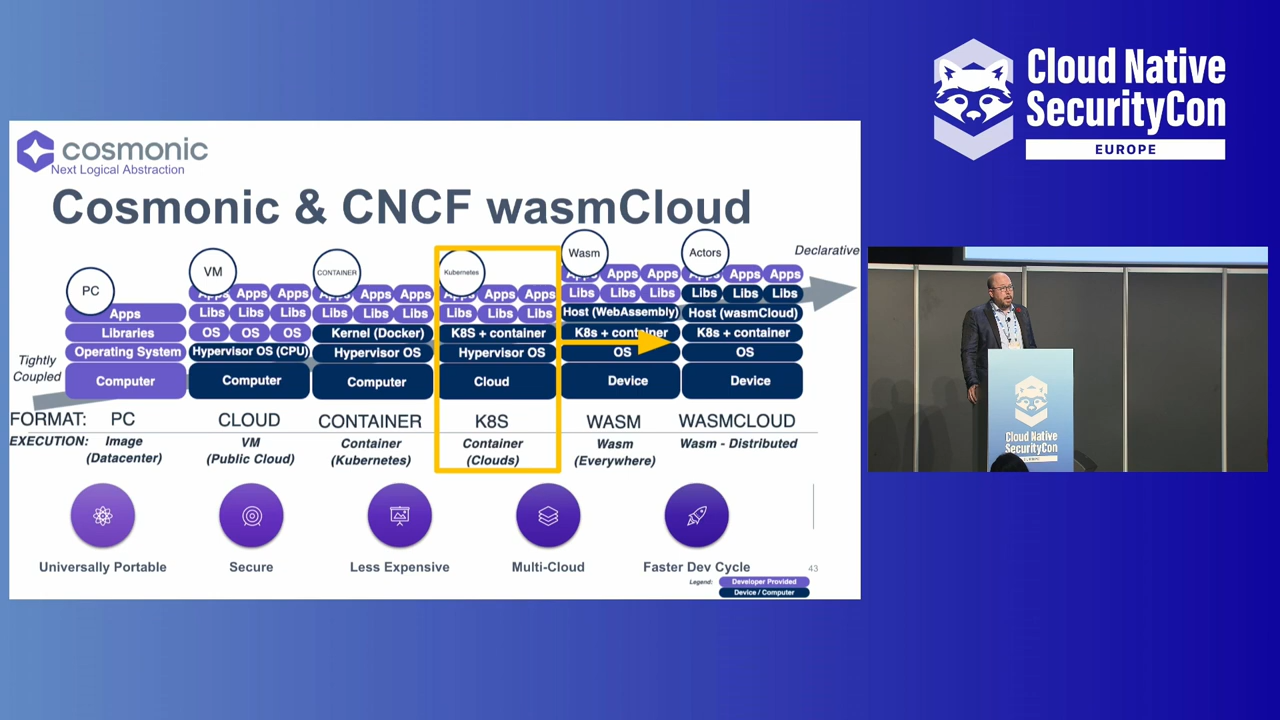 Cloud Native
SecurityCon
EUROPE
cosmonic
Next Logical Abstraction
Cosmonic & CNCF wasmCloud
Declarative
Tightly
Coupled
PC
Apps
Libraries
Operating System
Computer
VM
Apps Apps Apps
Libs Libs Libs
OS OS OS
Hypervisor OS (CPU)
Computer
CONTAINER
Apps Apps Apps
Libs Libs Libs
Kernel (Docker)
Hypervisor OS
Computer
Kubernetes
Apps Apps Apps
Libs Libs Libs
K8S + container
Hypervisor OS
Cloud
Wasm
Apps Apps Apps
Libs Libs Libs
Host (WebAssembly)
K8s + container
OS
Device
Actors
Apps Apps Apps
Libs Libs Libs
Host (wasmCloud)
K8s + container
OS
Device
FORMAT: PC CLOUD CONTAINER K8S WASM WASMCLOUD
EXECUTION: Image VM Container Container Wasm Wasm - Distributed
(Datacenter) (Public Cloud) (Kubernetes) (Clouds) (Everywhere)
Universally Portable Secure Less Expensive Multi-Cloud Faster Dev Cycle
43
Legend: Developer Provided
Device / Computer
Cloud Native
SecurityCon